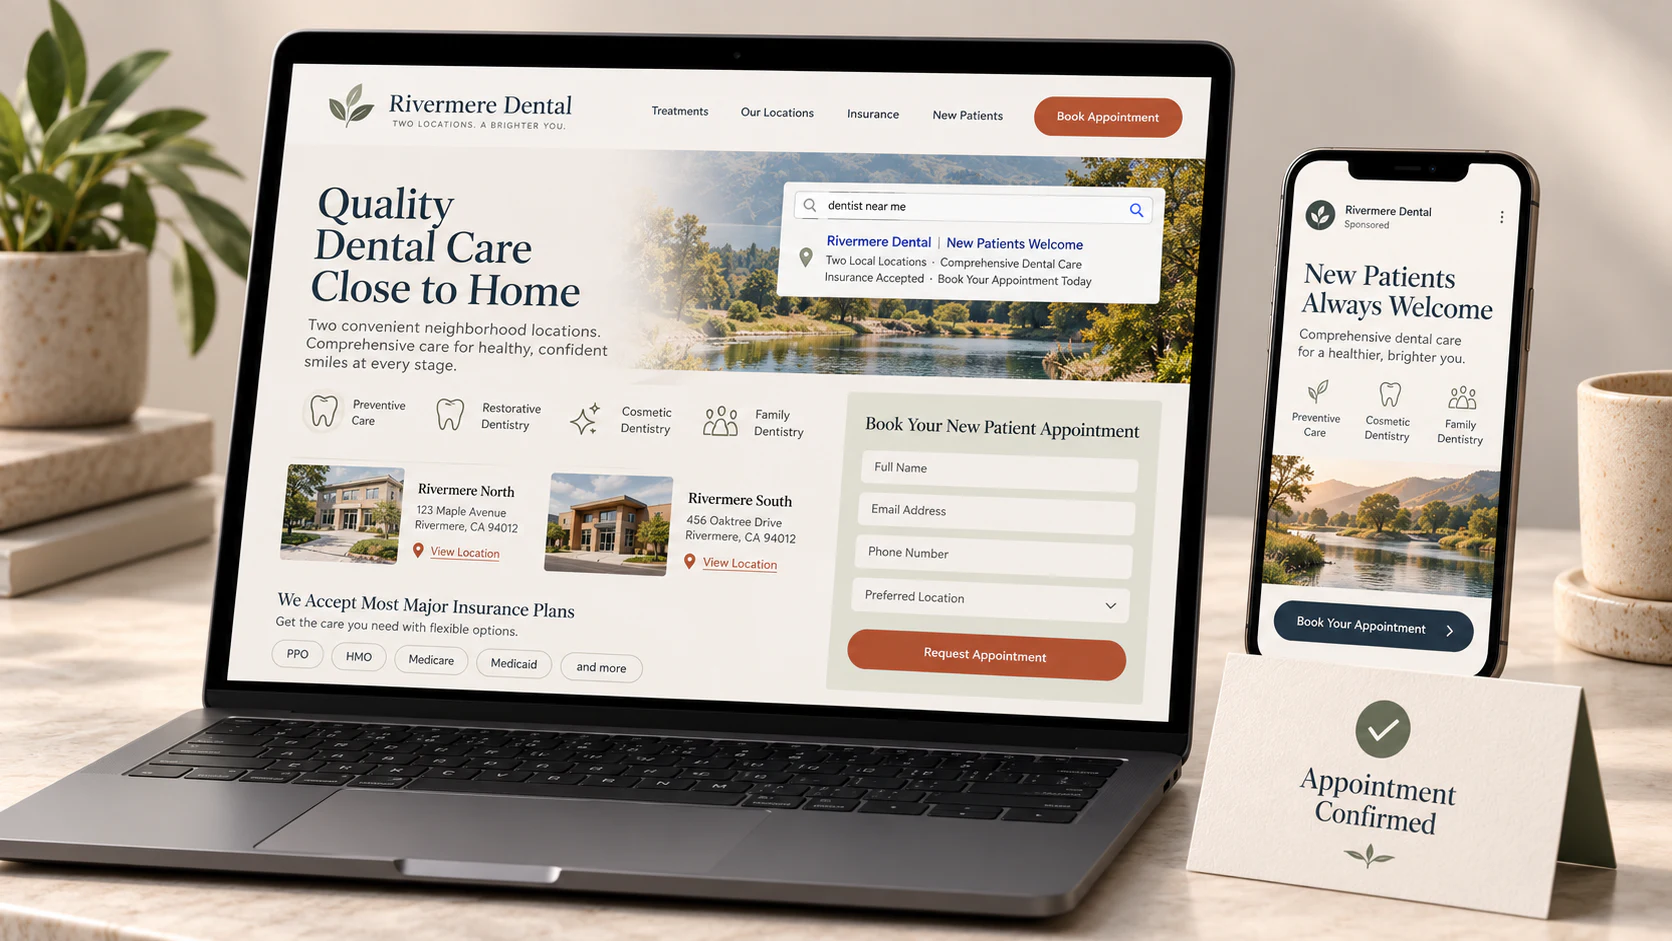 Rivermere Dental
TWO LOCATIONS. A BRIGHTER YOU.
Treatments
Our Locations
Insurance
New Patients
Book Appointment
Quality
Dental Care
Close to Home
Two convenient neighborhood locations.
Comprehensive care for healthy, confident
smiles at every stage.
dentist near me
Rivermere Dental | New Patients Welcome
Two Local Locations · Comprehensive Dental Care
Insurance Accepted · Book Your Appointment Today
Preventive
Care
Restorative
Dentistry
Cosmetic
Dentistry
Family
Dentistry
Rivermere North
123 Maple Avenue
Rivermere, CA 94012
View Location
Rivermere South
456 Oaktree Drive
Rivermere, CA 94012
View Location
We Accept Most Major Insurance Plans
Get the care you need with flexible options.
PPO
HMO
Medicare
Medicaid
and more
Book Your New Patient Appointment
Full Name
Email Address
Phone Number
Preferred Location
Request Appointment
Rivermere Dental
Sponsored
New Patients
Always Welcome
Comprehensive dental care
for a healthier, brighter you.
Preventive
Care
Cosmetic
Dentistry
Family
Dentistry
Book Your Appointment
Appointment
Confirmed